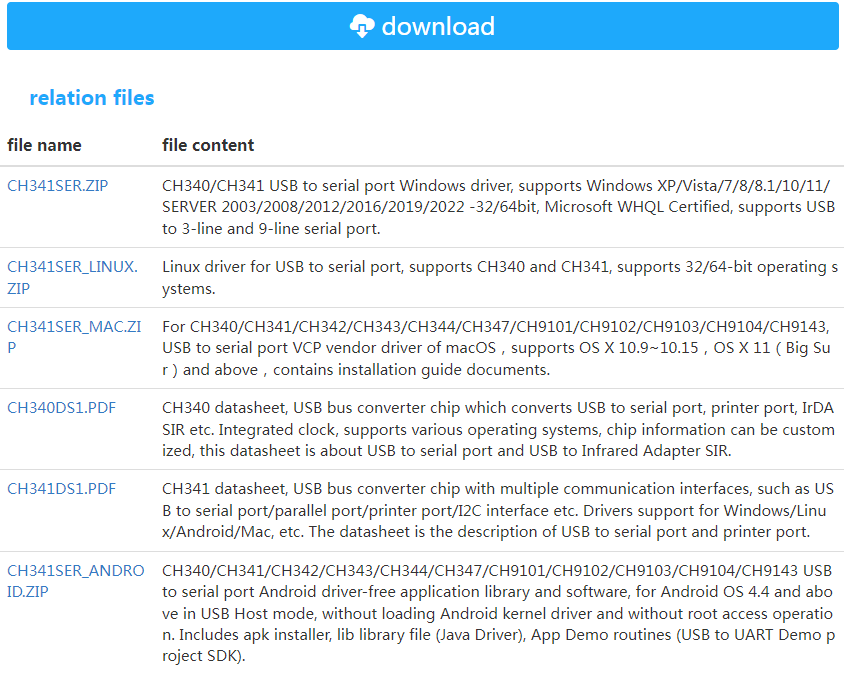 download
relation files
file name file content
CH341SER.ZIP CH340/CH341 USB to serial port Windows driver, supports Windows XP/Vista/7/8/8.1/10/11/
SERVER 2003/2008/2012/2016/2019/2022 -32/64bit, Microsoft WHQL Certified, supports USB
to 3-line and 9-line serial port.
CH341SER_LINUX. Linux driver for USB to serial port, supports CH340 and CH341, supports 32/64-bit operating s
ZIP ystems.
CH341SER_MAC.ZI For CH340/CH341/CH342/CH343/CH344/CH347/CH9101/CH9102/CH9103/CH9104/CH9143,
P USB to serial port VCP vendor driver of macOS，supports OS X 10.9~10.15，OS X 11（Big Su
r）and above，contains installation guide documents.
CH340DS1.PDF CH340 datasheet, USB bus converter chip which converts USB to serial port, printer port, IrDA
SIR etc. Integrated clock, supports various operating systems, chip information can be custom
ized, this datasheet is about USB to serial port and USB to Infrared Adapter SIR.
CH341DS1.PDF CH341 datasheet, USB bus converter chip with multiple communication interfaces, such as US
B to serial port/parallel port/printer port/I2C interface etc. Drivers support for Windows/Linu
x/Android/Mac, etc. The datasheet is the description of USB to serial port and printer port.
CH341SER_ANDRO CH340/CH341/CH342/CH343/CH344/CH347/CH9101/CH9102/CH9103/CH9104/CH9143 USB
ID.ZIP to serial port Android driver-free application library and software, for Android OS 4.4 and abo
ve in USB Host mode, without loading Android kernel driver and without root access operatio
n. Includes apk installer, lib library file (Java Driver), App Demo routines (USB to UART Demo p
roject SDK).